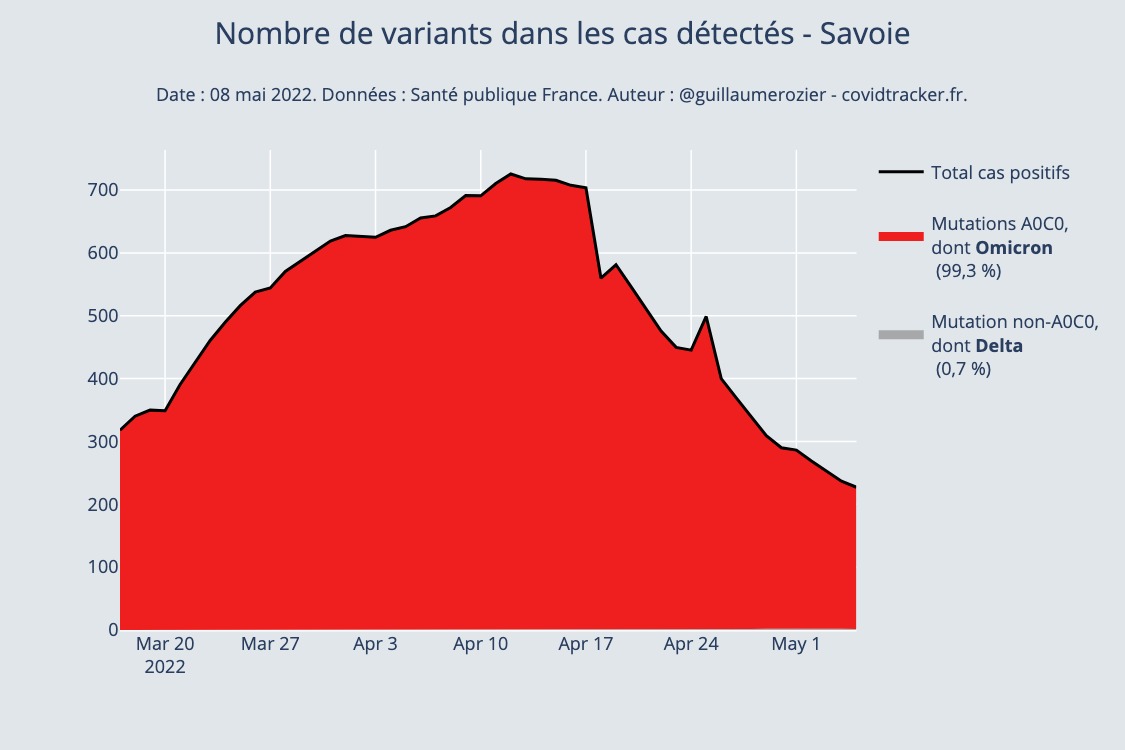 Nombre de variants dans les cas détectés - Savoie
Date : 08 mai 2022. Données : Santé publique France. Auteur : @guillaumerozier - covidtracker.fr.
700
600
500
400
300
200
100
0
Mar 20
2022
Mar 27
Apr 3
Apr 10
Apr 17
Apr 24
May 1
Total cas positifs
Mutations A0C0,
dont Omicron
(99,3 %)
Mutation non-A0C0,
dont Delta
(0,7 %)